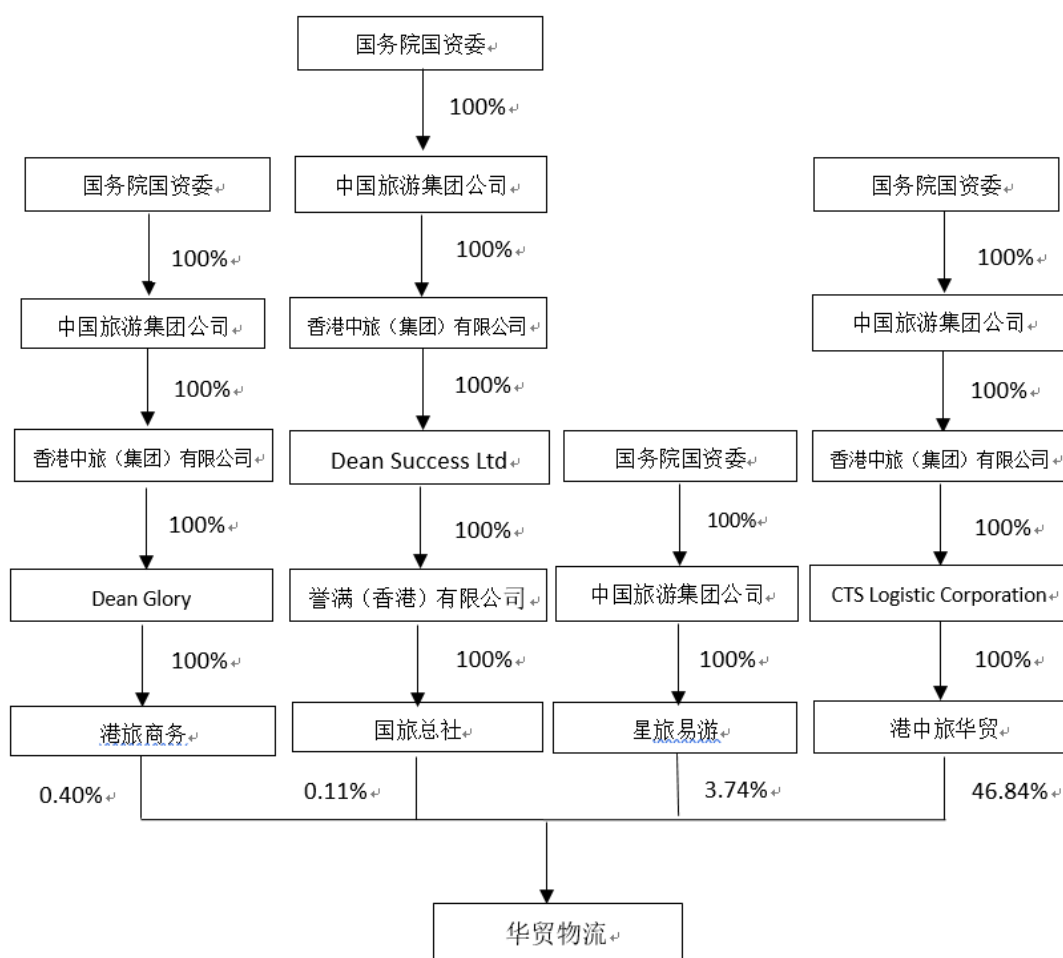 国务院国资委
100%
国务院国资委
中国旅游集团公司
国务院国资委
100%
100%
100%
中国旅游集团公司
香港中旅（集团）有限公司
中国旅游集团公司
100%
100%
100%
香港中旅（集团）有限公司
Dean Success Ltd
国务院国资委
香港中旅（集团）有限公司
100%
100%
100%
100%
Dean Glory
誉满（香港）有限公司
中国旅游集团公司
CTS Logistic Corporation
100%
100%
100%
100%
港旅商务
国旅总社
星旅易游
港中旅华贸
0.40%
0.11%
3.74%
46.84%
华贸物流